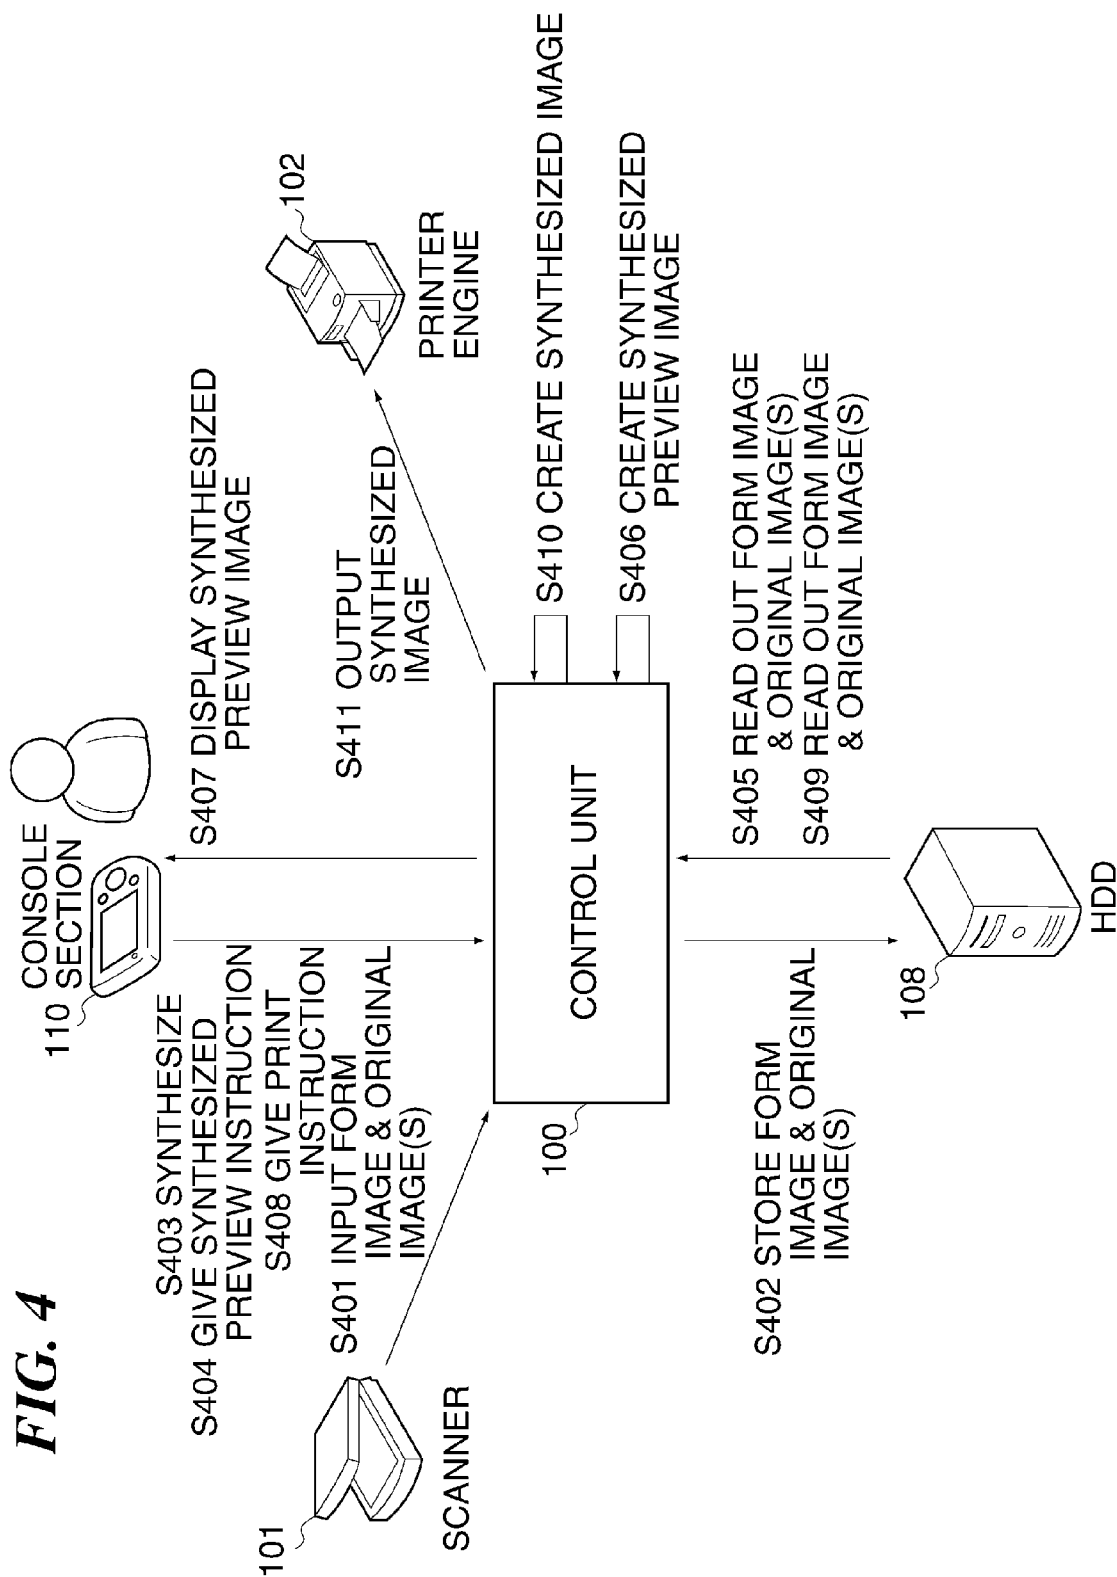 FIG. 4
CONSOLE
SECTION
110
S403 SYNTHESIZE
S404 GIVE SYNTHESIZED
PREVIEW INSTRUCTION
S408 GIVE PRINT
INSTRUCTION
S401 INPUT FORM
IMAGE & ORIGINAL
IMAGE(S)
S407 DISPLAY SYNTHESIZED
PREVIEW IMAGE
S411 OUTPUT
SYNTHESIZED
IMAGE
102
PRINTER
ENGINE
101
SCANNER
100
CONTROL UNIT
S410 CREATE SYNTHESIZED IMAGE
S406 CREATE SYNTHESIZED
PREVIEW IMAGE
S402 STORE FORM
IMAGE & ORIGINAL
IMAGE(S)
S405 READ OUT FORM IMAGE
& ORIGINAL IMAGE(S)
S409 READ OUT FORM IMAGE
& ORIGINAL IMAGE(S)
108
HDD